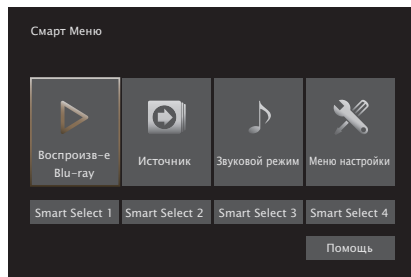 Смарт Меню
Воспроизв-е
Blu-ray
Источник
Звуковой режим
Меню настройки
Smart Select 1
Smart Select 2
Smart Select 3
Smart Select 4
Помощь